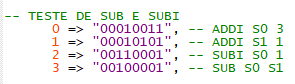 -- TESTE DE SUB E SUBI
0 => "00010011", -- ADDI S0 3
1 => "00010101", -- ADDI S1 1
2 => "00110001", -- SUBI S0 1
3 => "00100001", -- SUB S0 S1